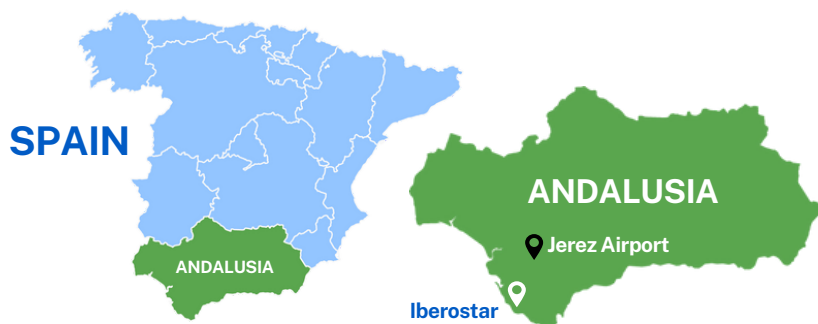 SPAIN
ANDALUSIA
ANDALUSIA
Jerez Airport
Iberostar